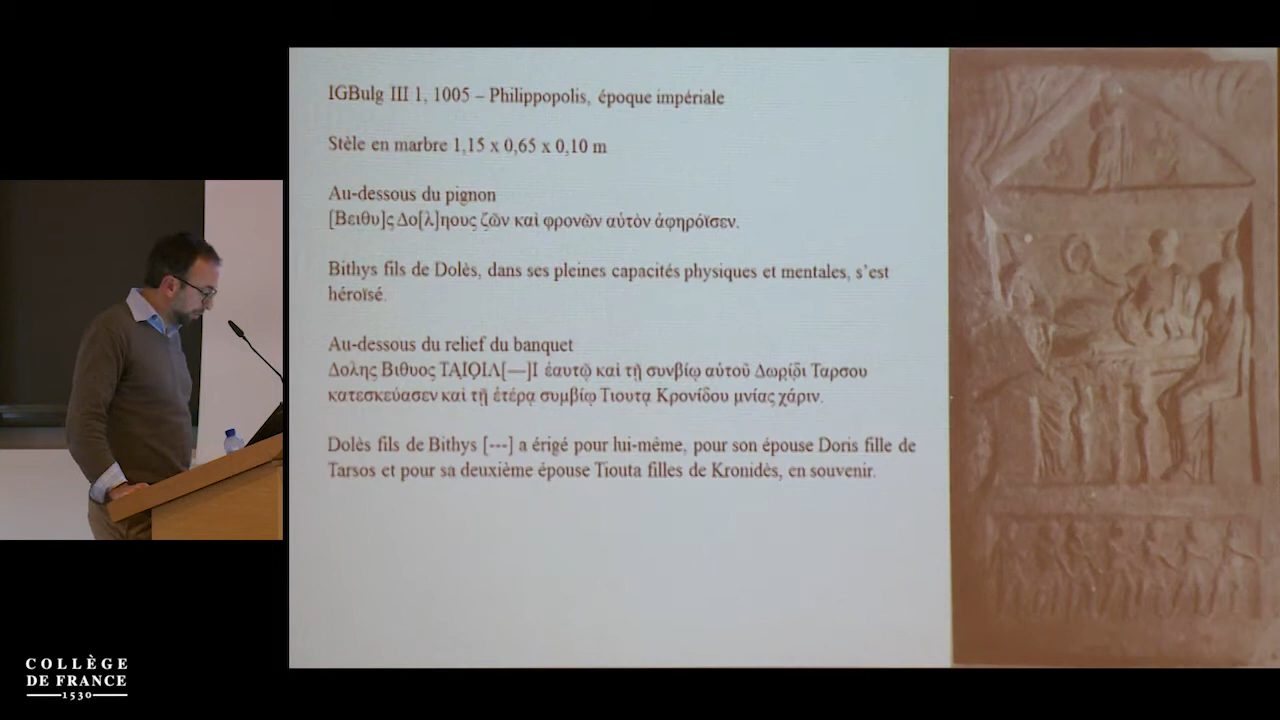 IGBulg III 1, 1005 – Philippopolis, époque impériale
Stèle en marbre 1,15 x 0,65 x 0,10 m
Au-dessous du pignon
[Βειθυ]ς Δο[λ]ηους ζῶν καὶ φρονῶν αὑτὸν ἀφηρόϊσεν.
Bithys fils de Dolès, dans ses pleines capacités physiques et mentales, s’est
héroïsé.
Au-dessous du relief du banquet
Δολης Βιθυος ΤΑΙΟΙΛ[—]Ι ἑαυτῷ καὶ τῇ συνβίῳ αὐτοῦ Δωρίδι Ταρσου
κατεσκεύασεν καὶ τῇ ἑτέρᾳ συμβίῳ Τιουτᾳ Κρονίδου μνίας χάριν.
Dolès fils de Bithys [---] a érigé pour lui-même, pour son épouse Doris fille de
Tarsos et pour sa deuxième épouse Tiouta filles de Kronidès, en souvenir.
COLLÈGE
DE FRANCE
1530